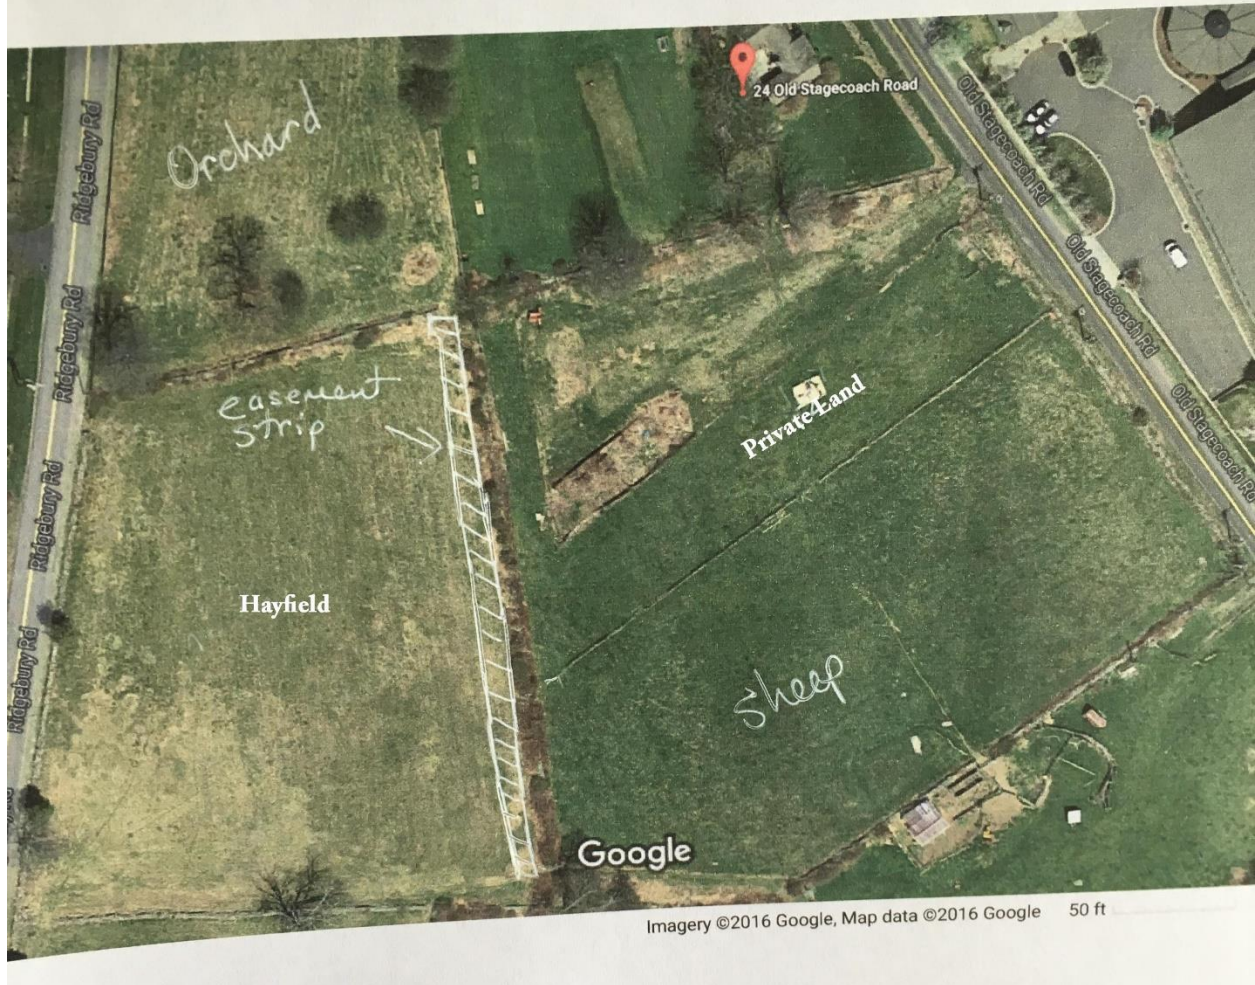 Orchard
24 Old Stagecoach Road
Old Stagecoach Rd
Old Stagecoach Rd
Old Stagecoach Rd
Ridgebury Rd
Ridgebury Rd
Ridgebury Rd
Ridgebury Rd
Ridgebury Rd
easement
strip
Private Land
Hayfield
sheep
Google
Imagery ©2016 Google, Map data ©2016 Google 50 ft